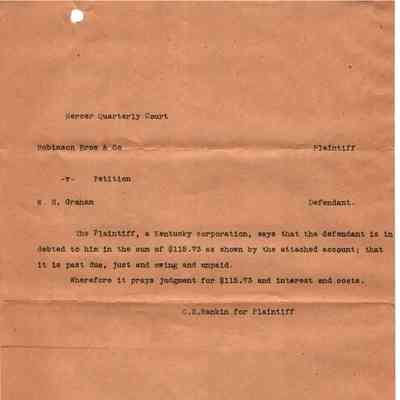 Mercer Quarterly Court
Robinson Bros & Co Plaintiff
-v- Petition
W. H. Graham Defendant.
The Plaintiff, a Kentucky corporation, says that the defendant is in
debted to him in the sum of $115.73 as shown by the attached account; that
it is past due, just and owing and unpaid.
Wherefore it prays judgment for $115.73 and interest and costs.
C.E.Rankin for Plaintiff